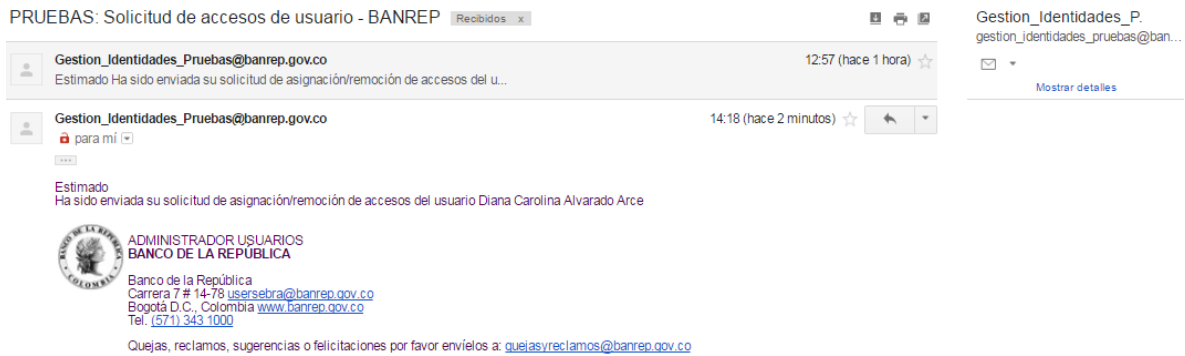 PRUEBAS: Solicitud de accesos de usuario - BANREP Recibidos x
Gestion_Identidades_Pruebas@banrep.gov.co 12:57 (hace 1 hora)
Estimado Ha sido enviada su solicitud de asignación/remoción de accesos del u...
Gestion_Identidades_Pruebas@banrep.gov.co 14:18 (hace 2 minutos)
para mí
Estimado
Ha sido enviada su solicitud de asignación/remoción de accesos del usuario Diana Carolina Alvarado Arce
BANCO DE LA REPUBLICA
COLOMBIA
ADMINISTRADOR USUARIOS
BANCO DE LA REPÚBLICA
Banco de la República
Carrera 7 # 14-78 usersebra@banrep.gov.co
Bogotá D.C., Colombia www.banrep.gov.co
Tel. (571) 343 1000
Quejas, reclamos, sugerencias o felicitaciones por favor envíelos a: quejasyreclamos@banrep.gov.co
Gestion_Identidades_P.
gestion_identidades_pruebas@ban...
Mostrar detalles